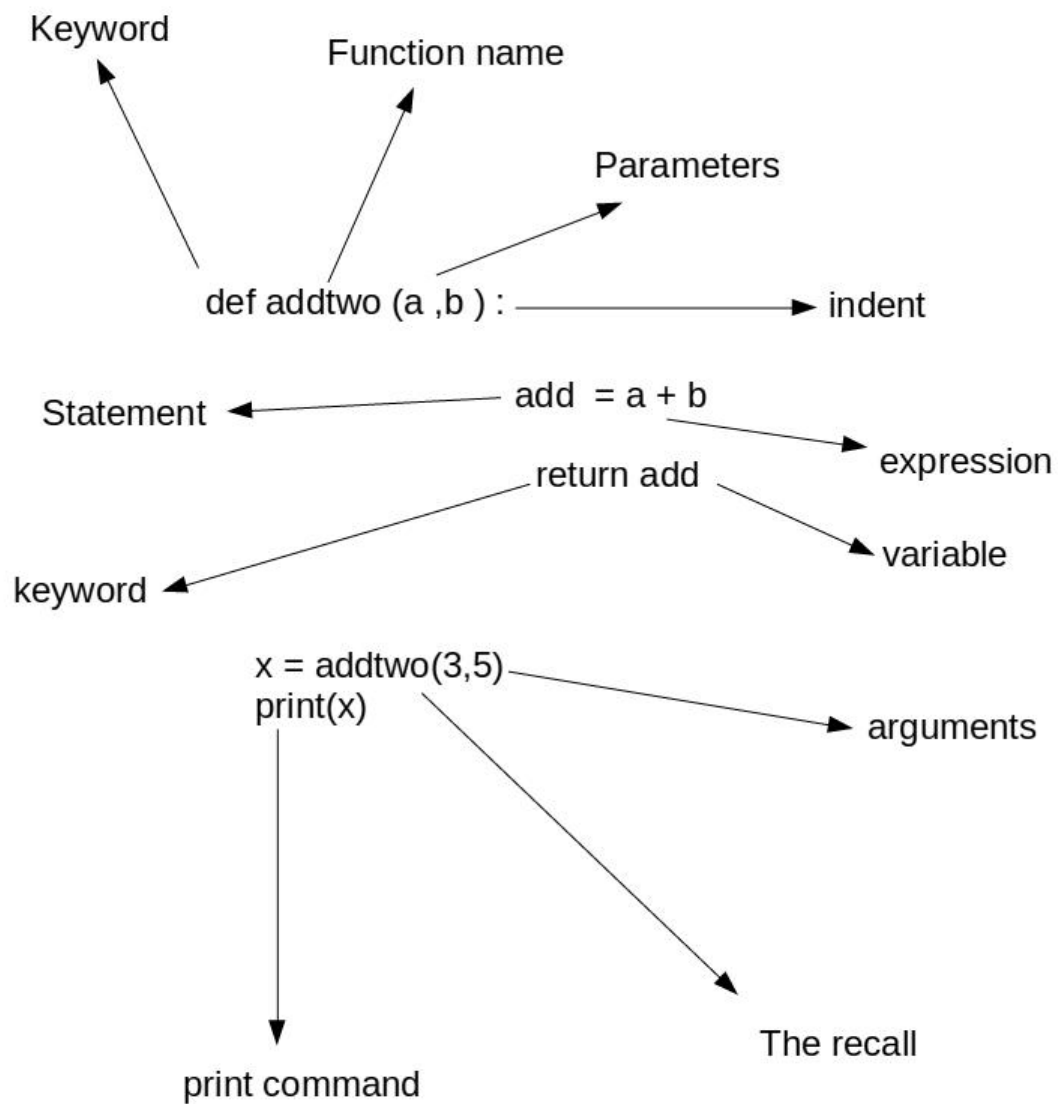 Keyword
Function name
Parameters
def addtwo (a ,b ) :
indent
Statement
add  = a + b
expression
return add
variable
keyword
x = addtwo(3,5)
print(x)
arguments
The recall
print command